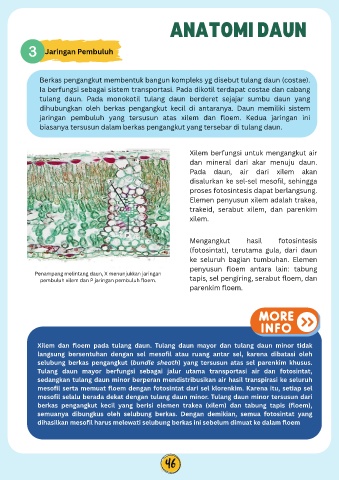 ANATOMI DAUN
3 Jaringan Pembuluh
Berkas pengangkut membentuk bangun kompleks yg disebut tulang daun (costae).
Ia berfungsi sebagai sistem transportasi. Pada dikotil terdapat costae dan cabang
tulang daun. Pada monokotil tulang daun berderet sejajar sumbu daun yang
dihubungkan oleh berkas pengangkut kecil di antaranya. Daun memiliki sistem
jaringan pembuluh yang tersusun atas xilem dan floem. Kedua jaringan ini
biasanya tersusun dalam berkas pengangkut yang tersebar di tulang daun.
Xilem berfungsi untuk mengangkut air
dan mineral dari akar menuju daun.
Pada daun, air dari xilem akan
disalurkan ke sel-sel mesofil, sehingga
proses fotosintesis dapat berlangsung.
Elemen penyusun xilem adalah trakea,
trakeid, serabut xilem, dan parenkim
xilem.
Mengangkut hasil fotosintesis
(fotosintat), terutama gula, dari daun
ke seluruh bagian tumbuhan. Elemen
penyusun floem antara lain: tabung
tapis, sel pengiring, serabut floem, dan
parenkim floem.
Penampang melintang daun, X menunjukkan jaringan
pembuluh xilem dan P jaringan pembuluh floem.
MORE
INFO
Xilem dan floem pada tulang daun. Tulang daun mayor dan tulang daun minor tidak
langsung bersentuhan dengan sel mesofil atau ruang antar sel, karena dibatasi oleh
selubung berkas pengangkut (bundle sheath) yang tersusun atas sel parenkim khusus.
Tulang daun mayor berfungsi sebagai jalur utama transportasi air dan fotosintat,
sedangkan tulang daun minor berperan mendistribusikan air hasil transpirasi ke seluruh
mesofil serta memuat floem dengan fotosintat dari sel klorenkim. Karena itu, setiap sel
mesofil selalu berada dekat dengan tulang daun minor. Tulang daun minor tersusun dari
berkas pengangkut kecil yang berisi elemen trakea (xilem) dan tabung tapis (floem),
semuanya dibungkus oleh selubung berkas. Dengan demikian, semua fotosintat yang
dihasilkan mesofil harus melewati selubung berkas ini sebelum dimuat ke dalam floem
46